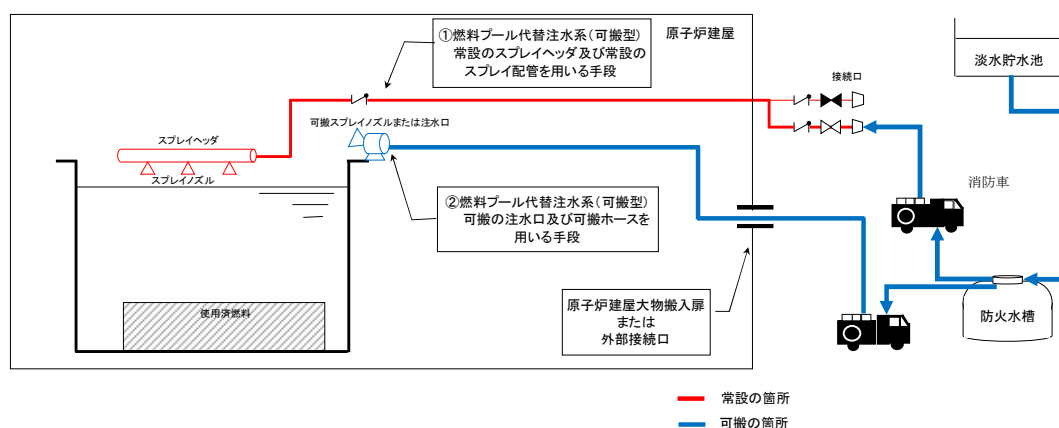 ①燃料プール代替注水系(可搬型)
常設のスプレイヘッダ及び常設の
スプレイ配管を用いる手段
原子炉建屋
淡水貯水池
接続口
可搬スプレイノズルまたは注水口
スプレイヘッダ
スプレイノズル
②燃料プール代替注水系(可搬型)
可搬の注水口及び可搬ホースを
用いる手段
消防車
原子炉建屋大物搬入扉
または
外部接続口
使用済燃料
防火水槽
常設の箇所
可搬の箇所